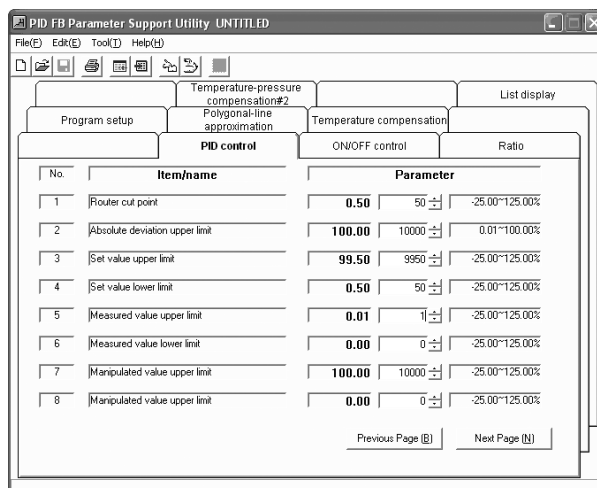 PID FB Parameter Support Utility UNTITLED
File(F) Edit(E) Tool(T) Help(H)
Temperature-pressure
compensation#2
List display
Program setup
Polygonal-line
approximation
Temperature compensation
PID control
ON/OFF control
Ratio
No. Item/name Parameter
1 Router cut point 0.50 50 -25.00~125.00%
2 Absolute deviation upper limit 100.00 10000 0.01~100.00%
3 Set value upper limit 99.50 9950 -25.00~125.00%
4 Set value lower limit 0.50 50 -25.00~125.00%
5 Measured value upper limit 0.01 1 -25.00~125.00%
6 Measured value lower limit 0.00 0 -25.00~125.00%
7 Manipulated value upper limit 100.00 10000 -25.00~125.00%
8 Manipulated value upper limit 0.00 0 -25.00~125.00%
Previous Page (B) Next Page (N)